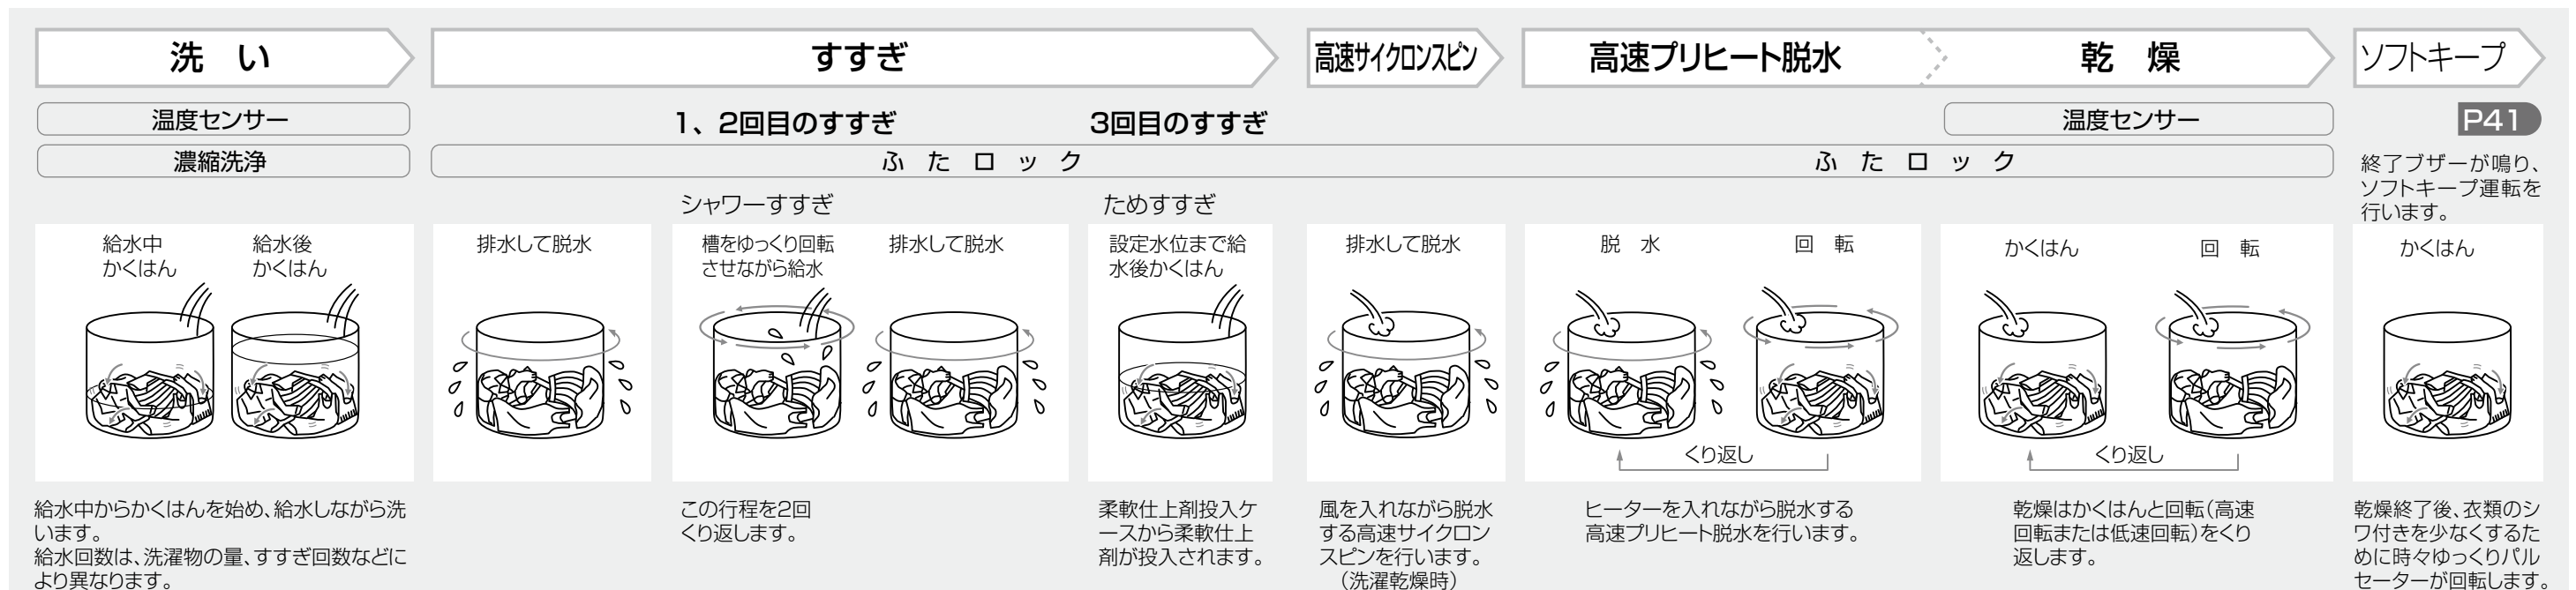 洗　い
すすぎ
高速サイクロンスピン
高速プリヒート脱水
乾　燥
ソフトキープ
温度センサー
1、2回目のすすぎ
3回目のすすぎ
温度センサー
P41
濃縮洗浄
ふ　た　ロ　ッ　ク
ふ　た　ロ　ッ　ク
終了ブザーが鳴り、
ソフトキープ運転を
行います。
シャワーすすぎ
ためすすぎ
給水中
かくはん
給水後
かくはん
排水して脱水
槽をゆっくり回転
させながら給水
排水して脱水
設定水位まで給
水後かくはん
排水して脱水
脱　水
回　転
かくはん
回　転
かくはん
くり返し
くり返し
給水中からかくはんを始め、給水しながら洗
います。
給水回数は、洗濯物の量、すすぎ回数などに
より異なります。
この行程を2回
くり返します。
柔軟仕上剤投入ケ
ースから柔軟仕上
剤が投入されます。
風を入れながら脱水
する高速サイクロン
スピンを行います。
（洗濯乾燥時）
ヒーターを入れながら脱水する
高速プリヒート脱水を行います。
乾燥はかくはんと回転（高速
回転または低速回転）をくり
返します。
乾燥終了後、衣類のシ
ワ付きを少なくするた
めに時々ゆっくりパル
セーターが回転します。